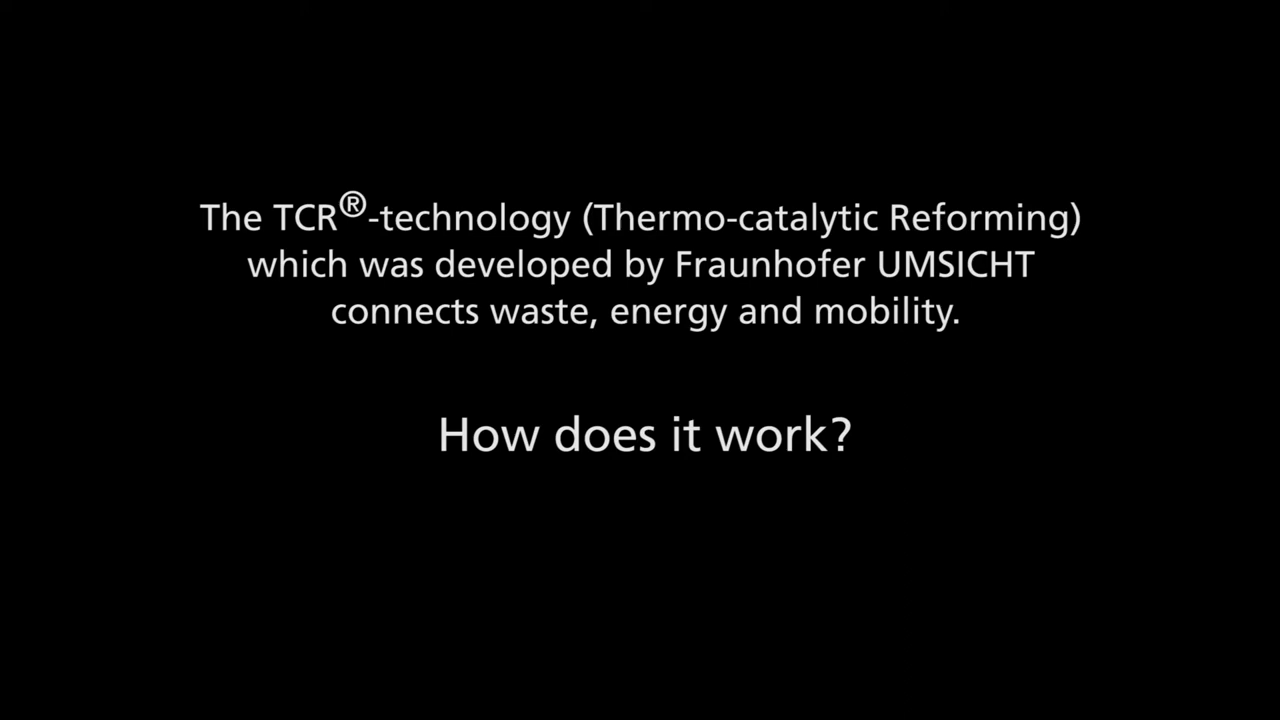 The TCR®-technology (Thermo-catalytic Reforming)
which was developed by Fraunhofer UMSICHT
connects waste, energy and mobility.
How does it work?